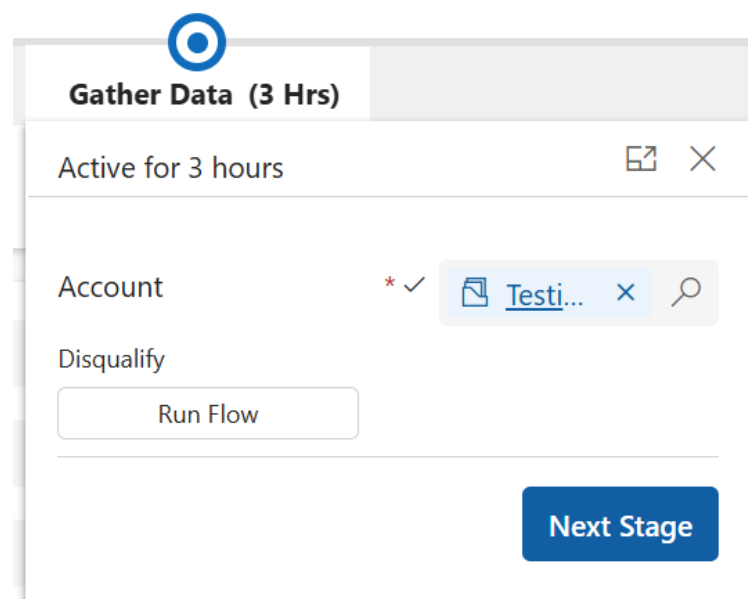 Gather Data (3 Hrs)
Active for 3 hours
Account * Testi...
Disqualify
Run Flow
Next Stage